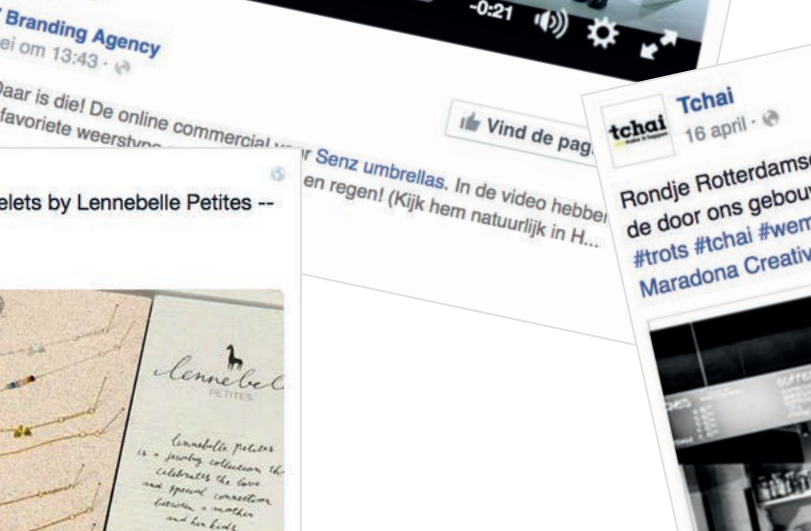 -0:21
Branding Agency
ei om 13:43 ·
Daar is die! De online commercial voor Senz umbrellas. In de video hebben
favoriete weerstype en regen! (Kijk hem natuurlijk in H...
Vind de pag
elets by Lennebelle Petites --
lennebel
PETITES
lennebelle petites
is a jewelry collection th
celebrates the love
and special connection
between a mother
and her kids
tchai
make it happen
Tchai
16 april ·
Rondje Rotterdamse
de door ons gebouw
#trots #tchai #wem
Maradona Creativ